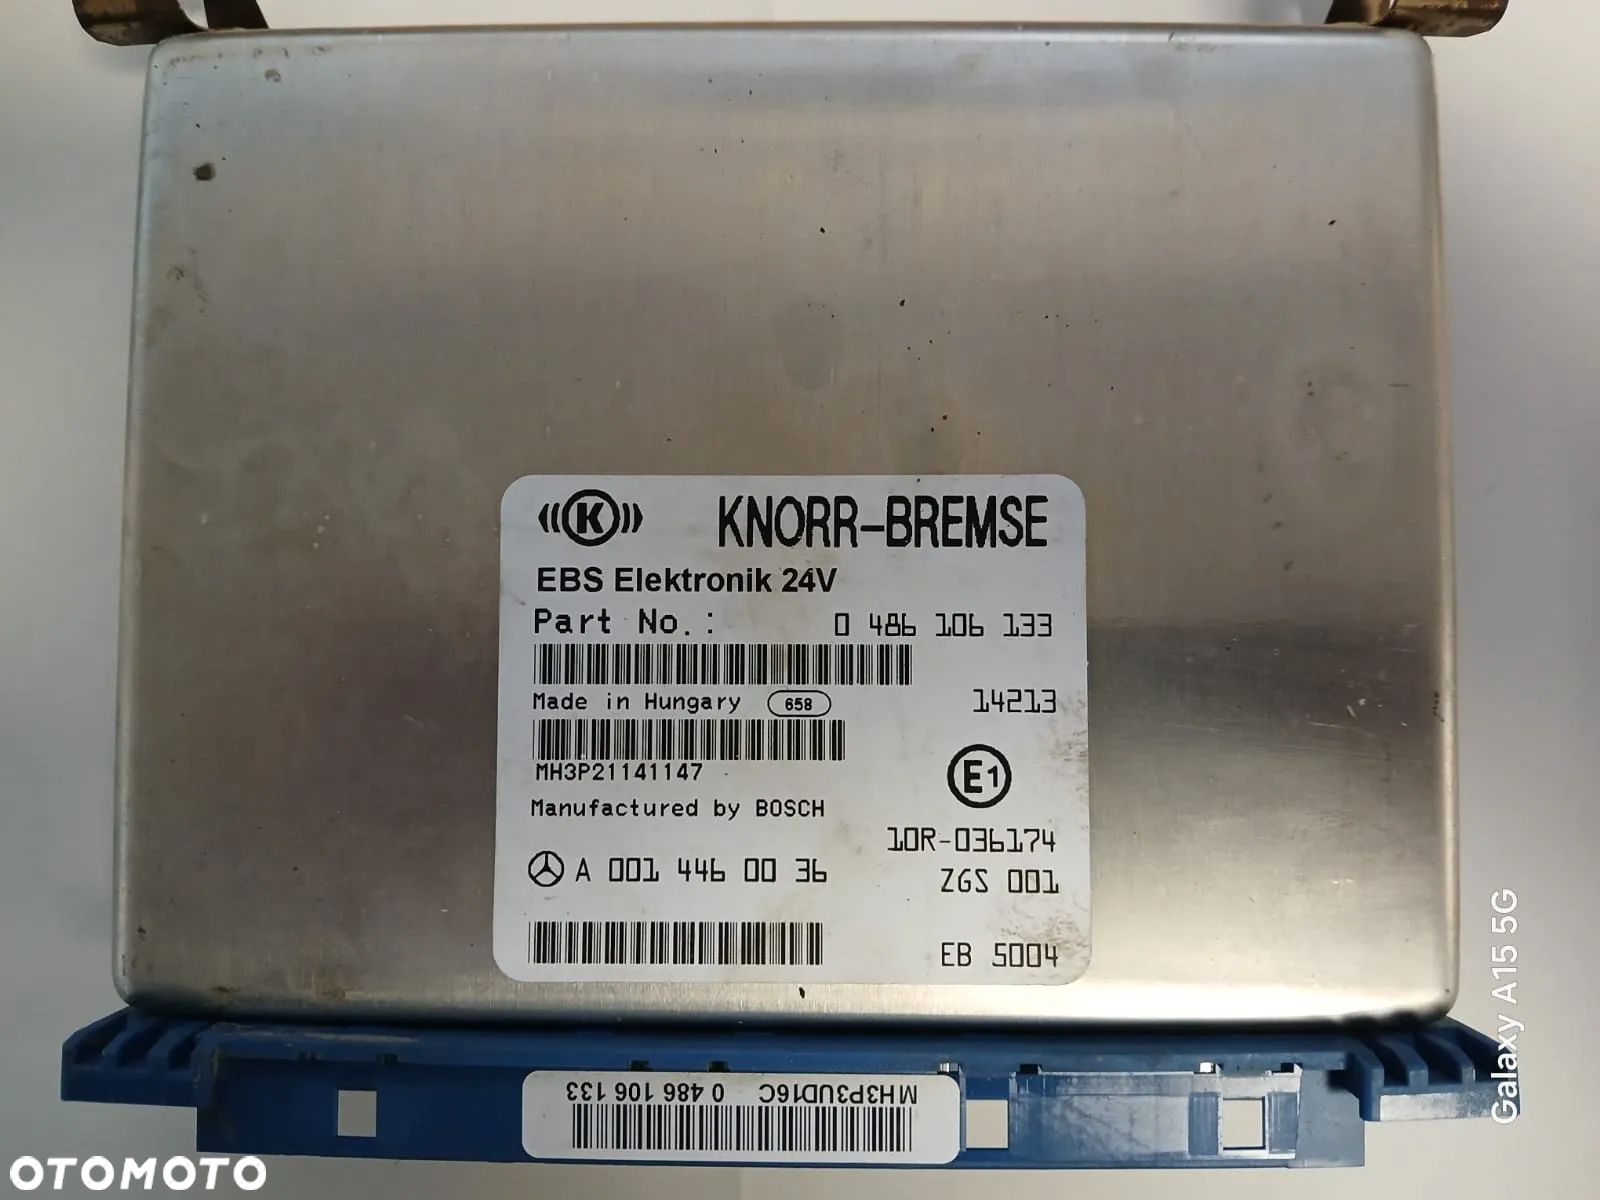 K KNORR-BREMSE
EBS Elektronik 24V
Part No.: 0 486 106 133
Made in Hungary 658 14213
MH3P21141147
E1
Manufactured by BOSCH
10R-036174
A 001 446 00 36
ZGS 001
EB 5004
MH3P3UD16C 0 486 106 133
Galaxy A15 5G
OTOMOTO